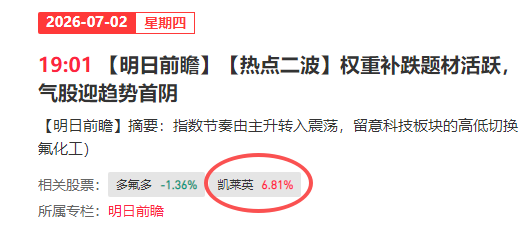 2026-07-02 星期四
19:01 【明日前瞻】【热点二波】权重补跌题材活跃，
气股迎趋势首阴
【明日前瞻】摘要：指数节奏由主升转入震荡，留意科技板块的高低切换
氟化工）
相关股票： 多氟多 -1.36% 凯莱英 6.81%
所属专栏：明日前瞻